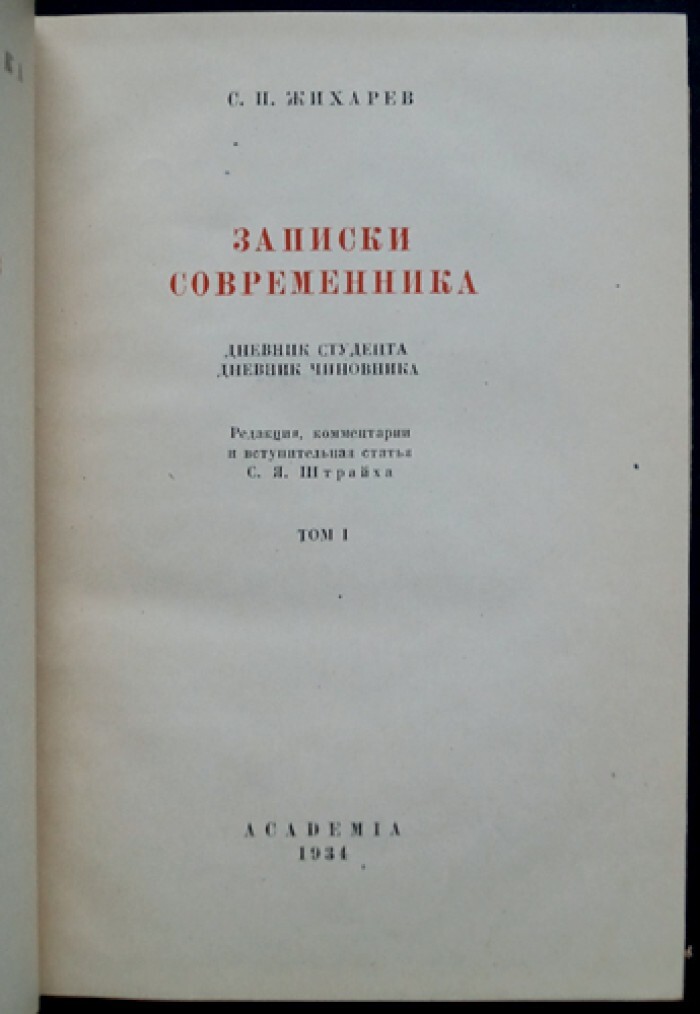 С. П. ЖИХАРЕВ
ЗАПИСКИ
СОВРЕМЕННИКА
ДНЕВНИК СТУДЕНТА
ДНЕВНИК ЧИНОВНИКА
Редакция, комментарии
и вступительная статья
С. Я. Штрайха
ТОМ I
ACADEMIA
1934